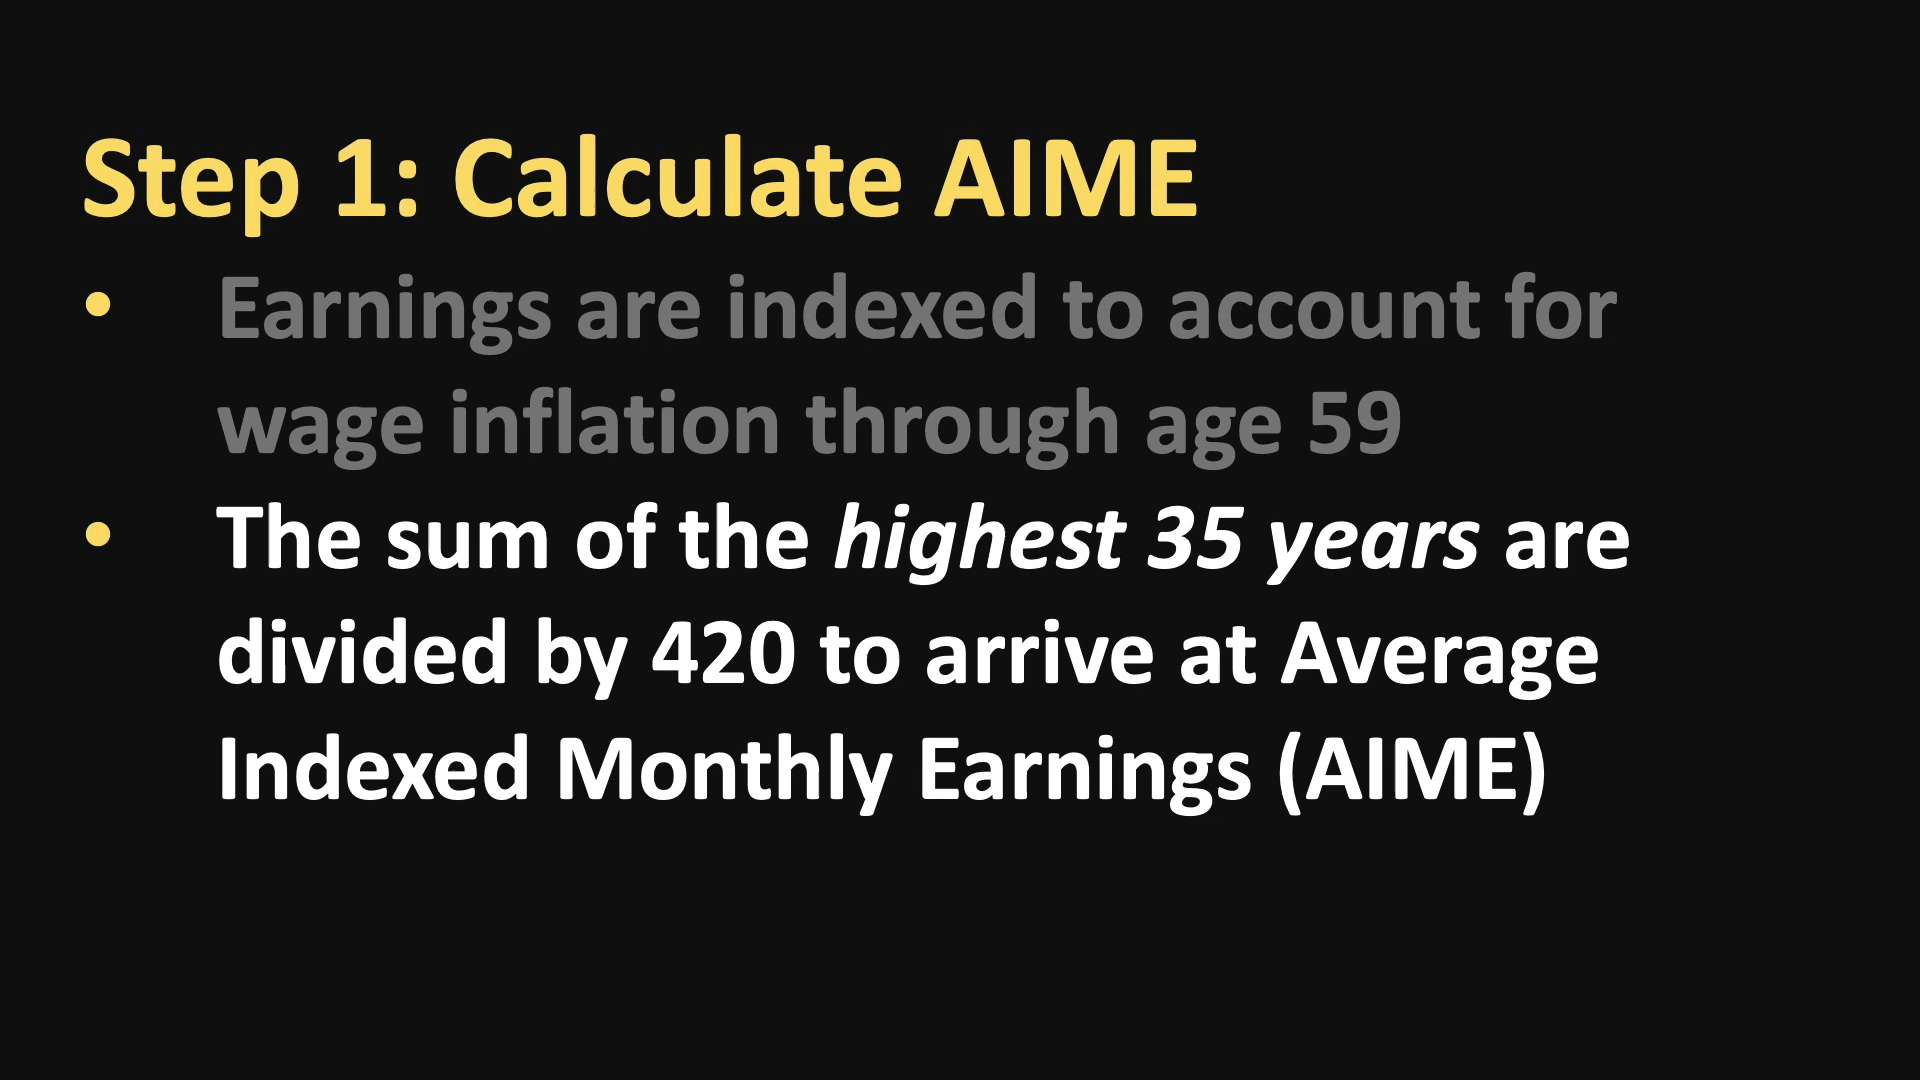 Step 1: Calculate AIME
• Earnings are indexed to account for
wage inflation through age 59
• The sum of the highest 35 years are
divided by 420 to arrive at Average
Indexed Monthly Earnings (AIME)